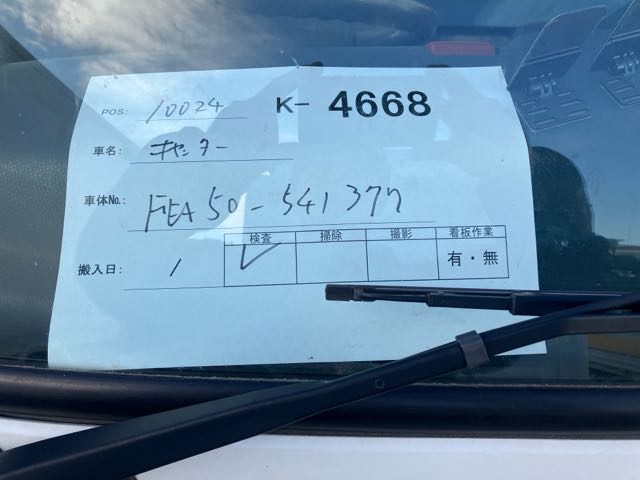 POS: 10024 K- 4668
車名: キャンター
車体No.: FEA50-541377
検査 掃除 撮影 看板作業
搬入日: 1 ✓ 有・無